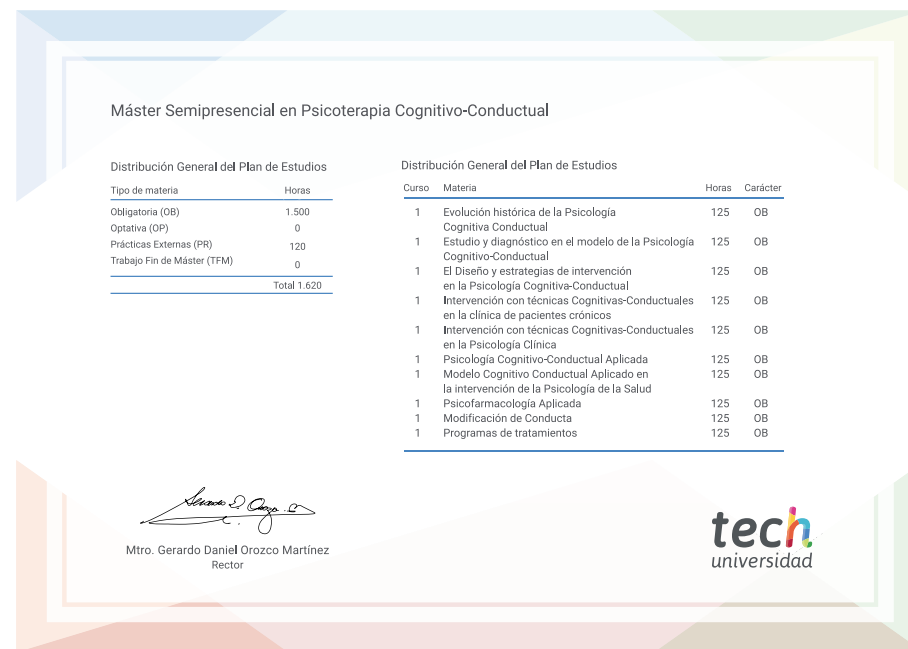 Máster Semipresencial en Psicoterapia Cognitivo-Conductual
Distribución General del Plan de Estudios
Tipo de materia Horas
Obligatoria (OB) 1.500
Optativa (OP) 0
Prácticas Externas (PR) 120
Trabajo Fin de Máster (TFM) 0
Total 1.620
Distribución General del Plan de Estudios
Curso Materia Horas Carácter
1 Evolución histórica de la Psicología 125 OB
Cognitiva Conductual
1 Estudio y diagnóstico en el modelo de la Psicología 125 OB
Cognitivo-Conductual
1 El Diseño y estrategias de intervención 125 OB
en la Psicología Cognitiva-Conductual
1 Intervención con técnicas Cognitivas-Conductuales 125 OB
en la clínica de pacientes crónicos
1 Intervención con técnicas Cognitivas-Conductuales 125 OB
en la Psicología Clínica
1 Psicología Cognitivo-Conductual Aplicada 125 OB
1 Modelo Cognitivo Conductual Aplicado en 125 OB
la intervención de la Psicología de la Salud
1 Psicofarmacología Aplicada 125 OB
1 Modificación de Conducta 125 OB
1 Programas de tratamientos 125 OB
Mtro. Gerardo Daniel Orozco Martínez
Rector
tech
universidad